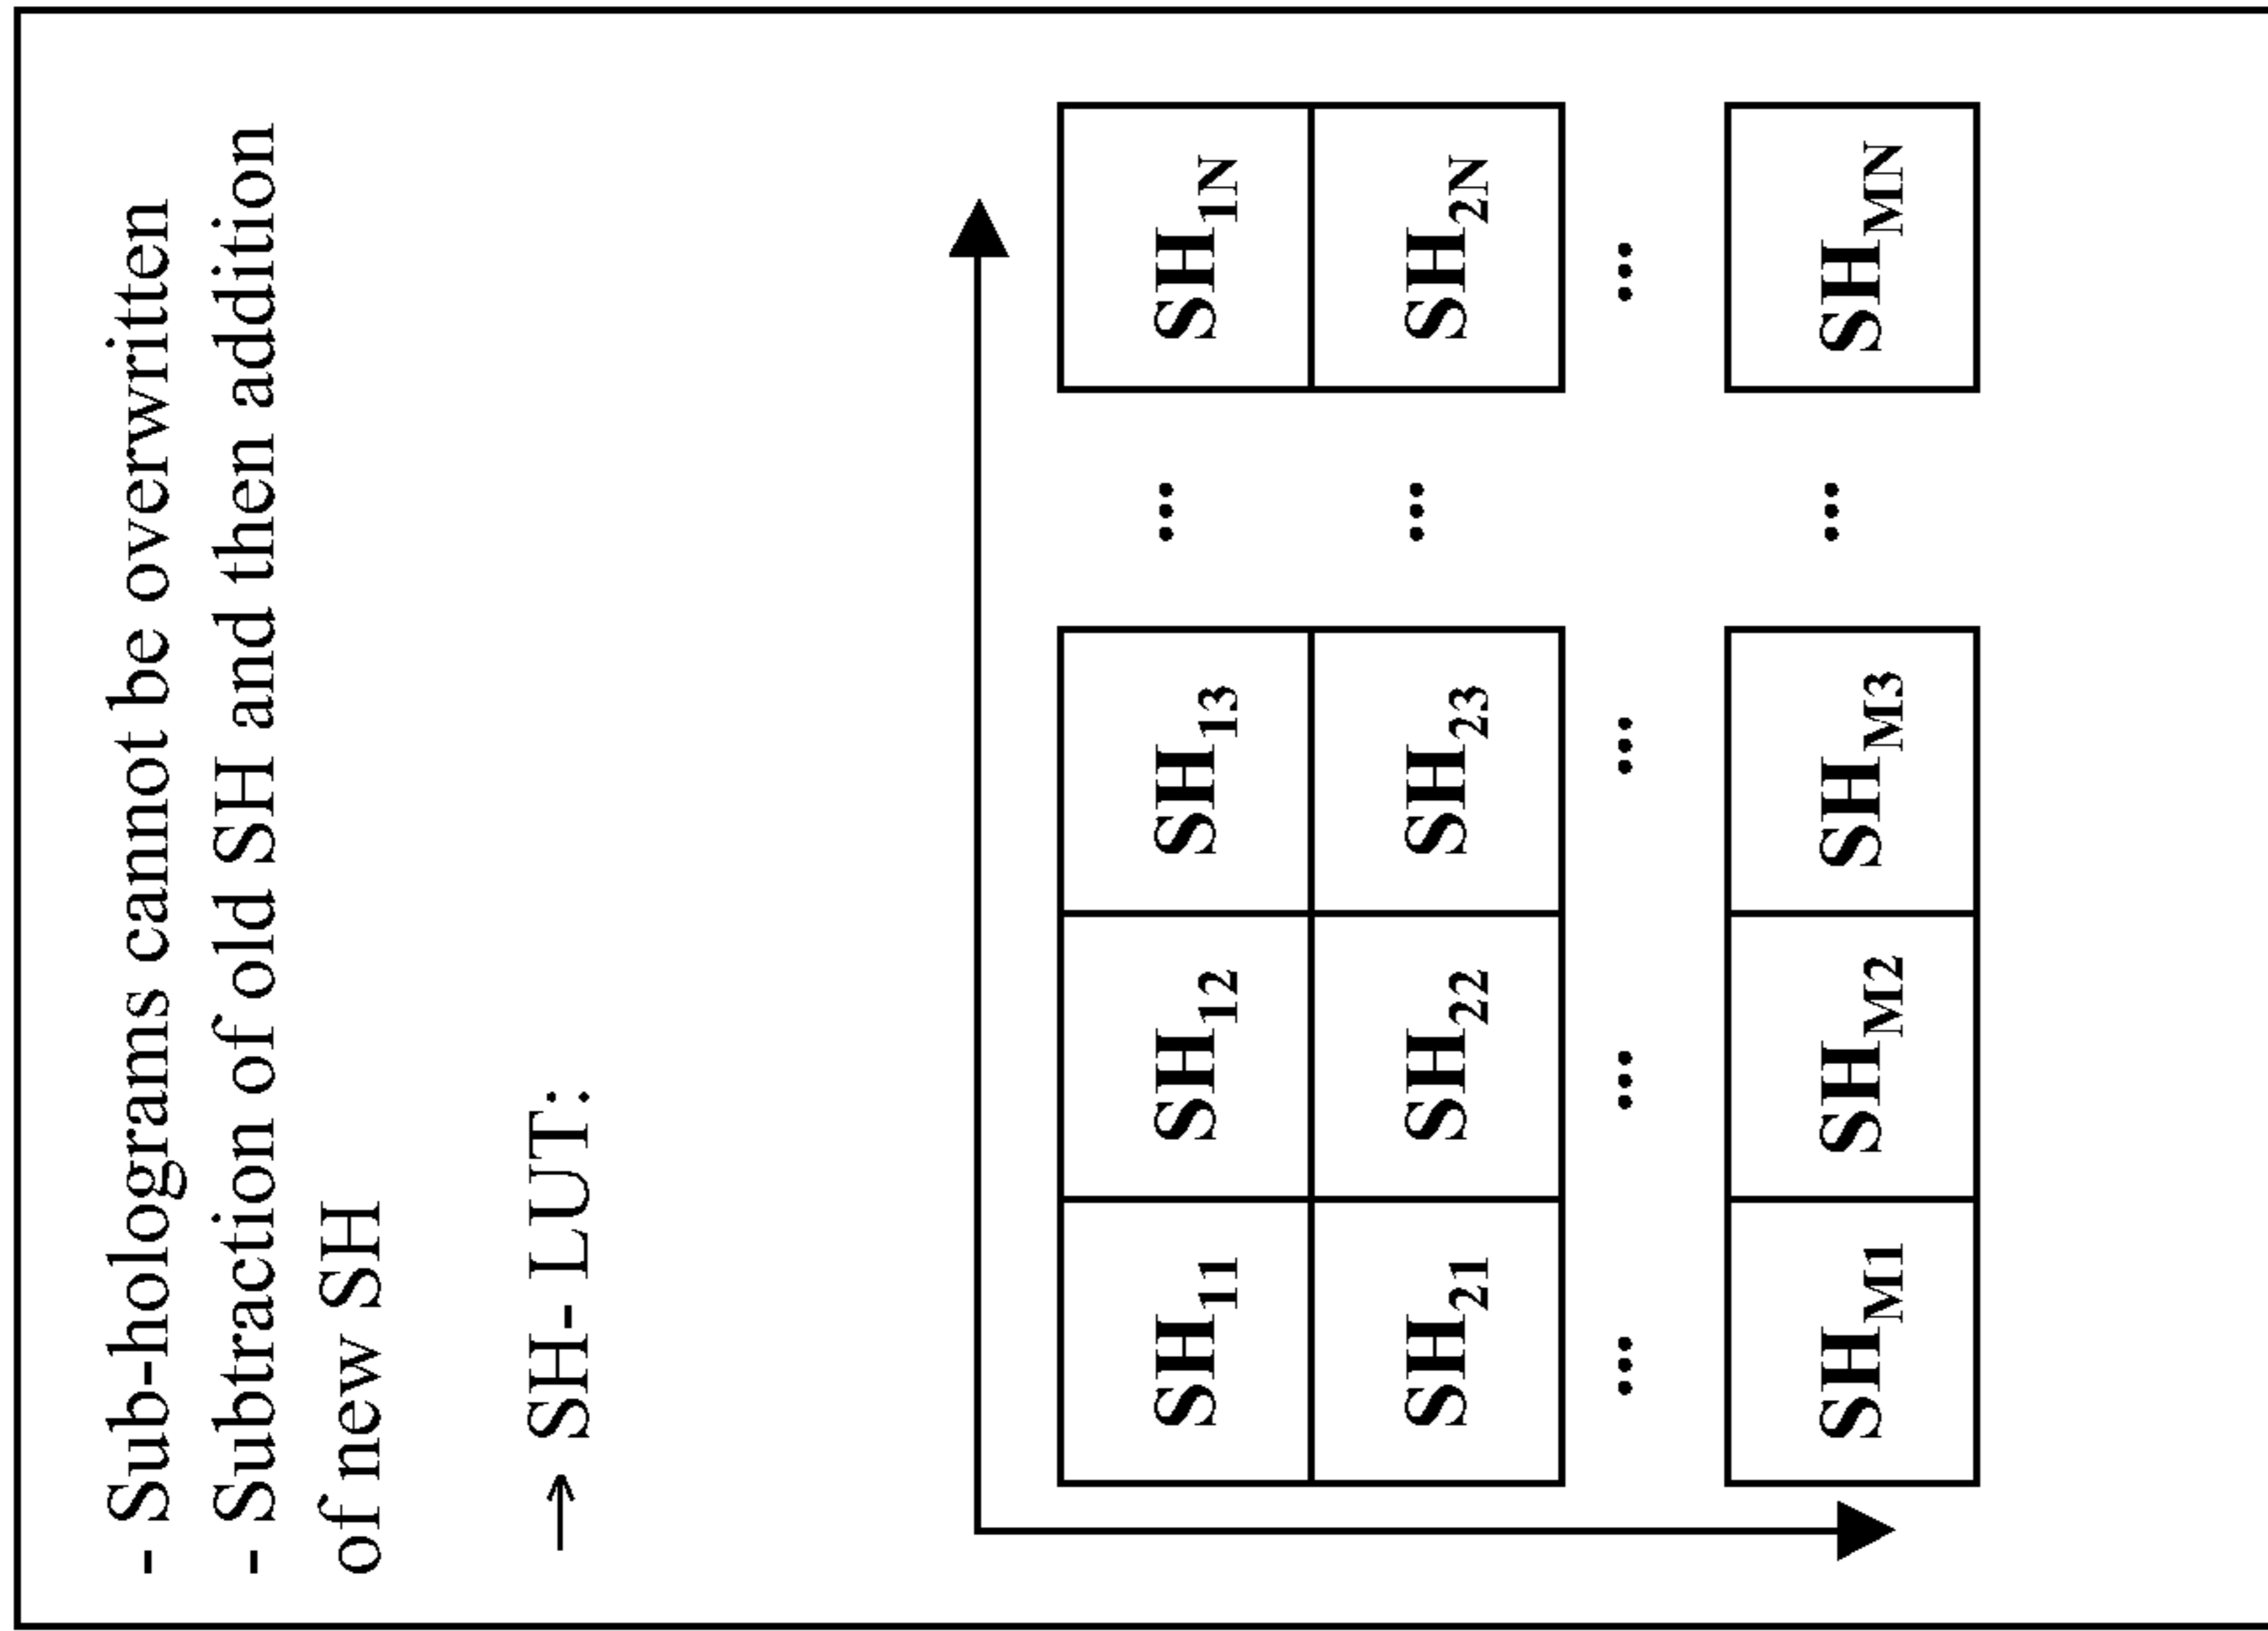 - Sub-holograms cannot be overwritten
- Subtraction of old SH and then addition
of new SH
→ SH- LUT:
SH11 SH12 SH13 ... SH1N
SH21 SH22 SH23 ... SH2N
... ... ... ...
SHM1 SHM2 SHM3 ... SHMN